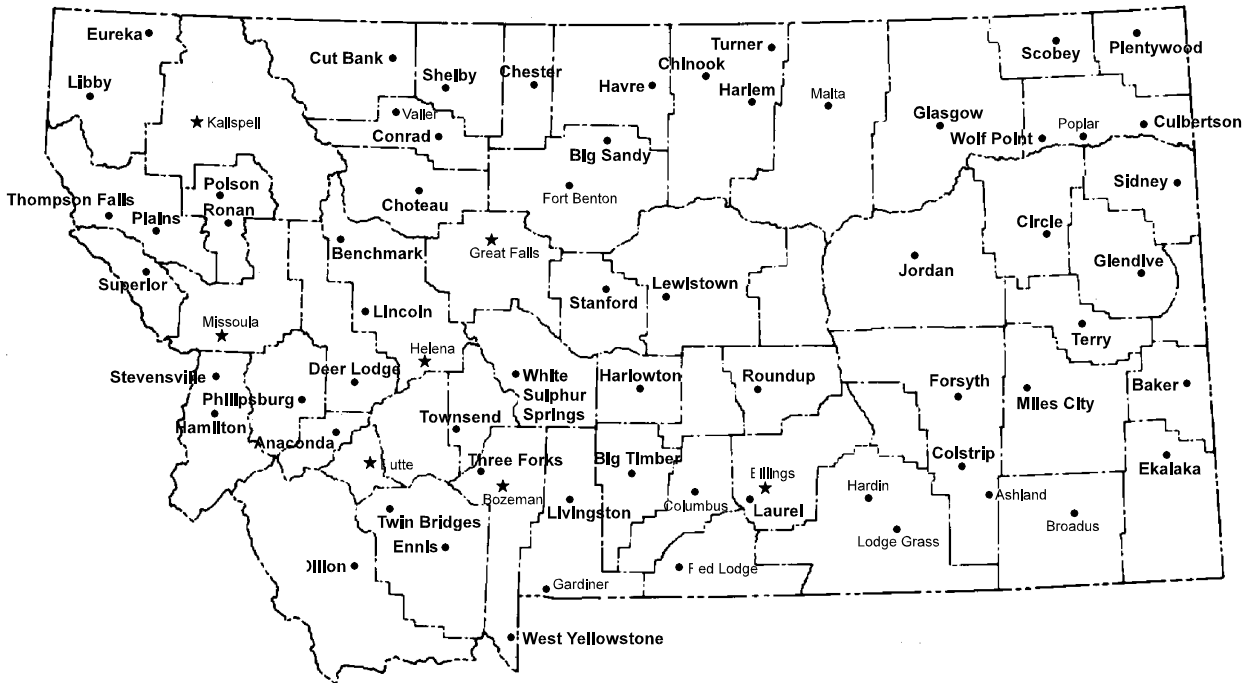 Eureka
Cut Bank
Turner
Scobey
Plentywood
Libby
Shelby
Chester
Havre
Chinook
Harlem
Malta
Glasgow
Valier
Kalispell
Conrad
Big Sandy
Wolf Point
Poplar
Culbertson
Polson
Choteau
Fort Benton
Sidney
Thompson Falls
Plains
Ronan
Benchmark
Great Falls
Circle
Jordan
Glendive
Superior
Stanford
Lewistown
Missoula
Lincoln
Helena
Terry
Stevensville
Deer Lodge
White
Sulphur
Springs
Harlowton
Roundup
Forsyth
Miles City
Baker
Philipsburg
Hamilton
Anaconda
Townsend
utte
Three Forks
Bozeman
Big Timber
Billings
Colstrip
Ekalaka
Livingston
Columbus
Laurel
Hardin
Ashland
Twin Bridges
Ennis
Lodge Grass
Broadus
Dillon
Gardiner
Red Lodge
West Yellowstone